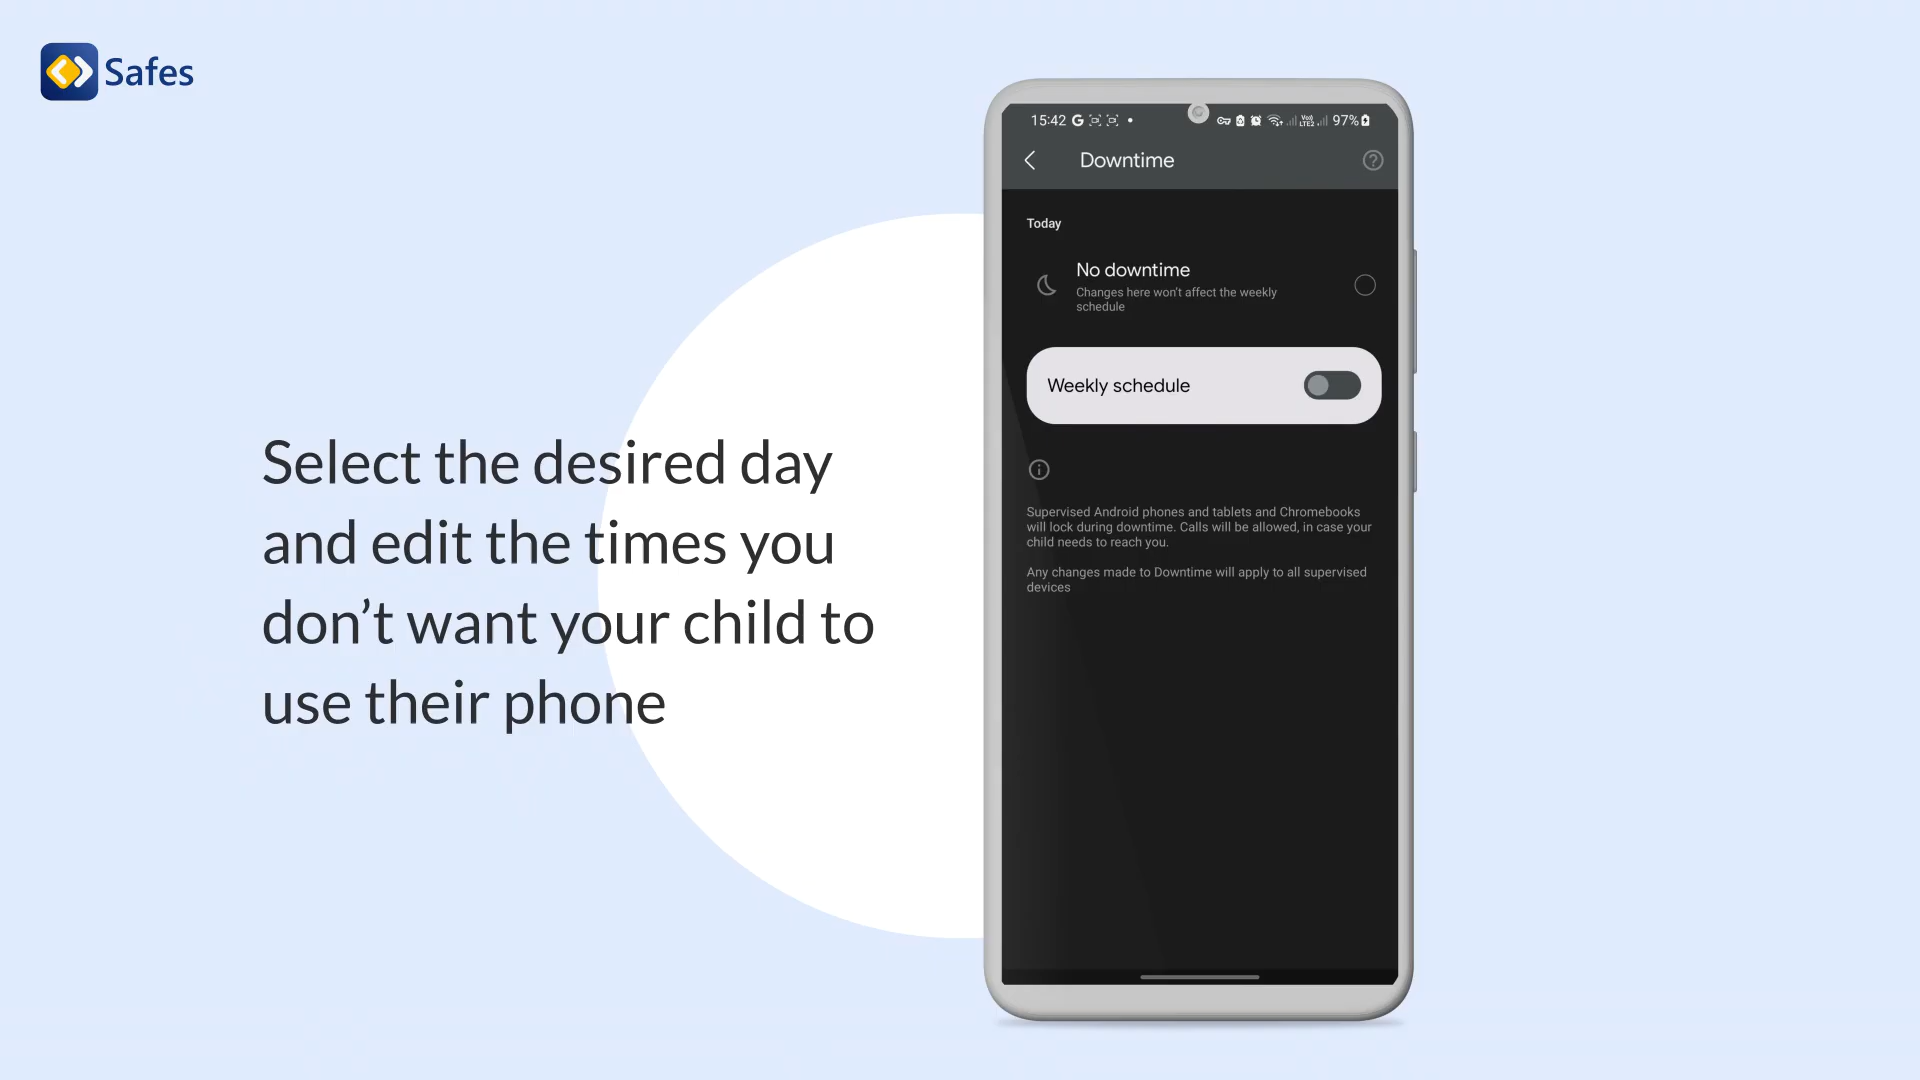 Safes
Select the desired day
and edit the times you
don’t want your child to
use their phone
15:42
Vo))
LTE2
97%
Downtime
Today
No downtime
Changes here won't affect the weekly
schedule
Weekly schedule
Supervised Android phones and tablets and Chromebooks
will lock during downtime. Calls will be allowed, in case your
child needs to reach you.
Any changes made to Downtime will apply to all supervised
devices